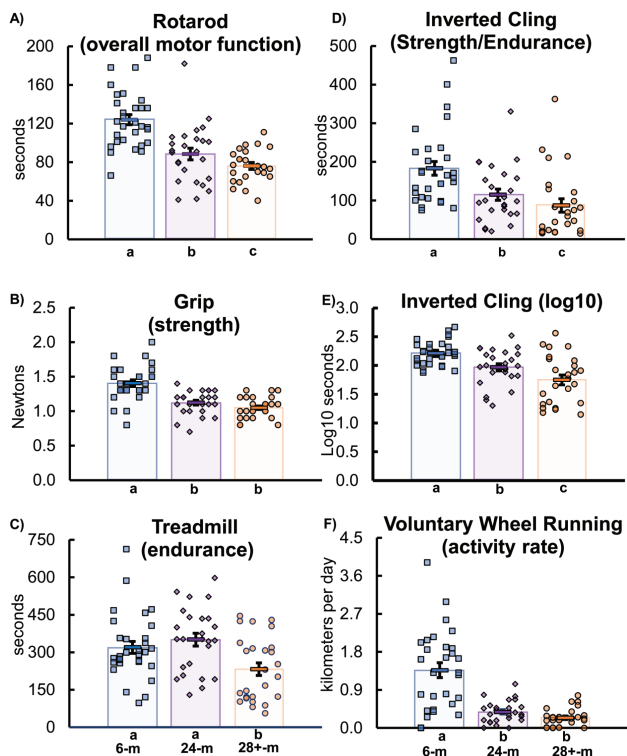 A)
Rotarod
(overall motor function)
200
160
120
80
40
0
seconds
a
b
c
D)
Inverted Cling
(Strength/Endurance)
500
400
300
200
100
0
seconds
a
b
c
B)
Grip
(strength)
2.5
2.0
1.5
1.0
0.5
0.0
Newtons
a
b
b
E)
Inverted Cling (log10)
3.0
2.5
2.0
1.5
1.0
0.5
0.0
Log10 seconds
a
b
c
C)
Treadmill
(endurance)
750
600
450
300
150
0
seconds
a
a
b
6-m
24-m
28+-m
F)
Voluntary Wheel Running
(activity rate)
4.5
3.6
2.7
1.8
0.9
0.0
kilometers per day
a
b
b
6-m
24-m
28+-m